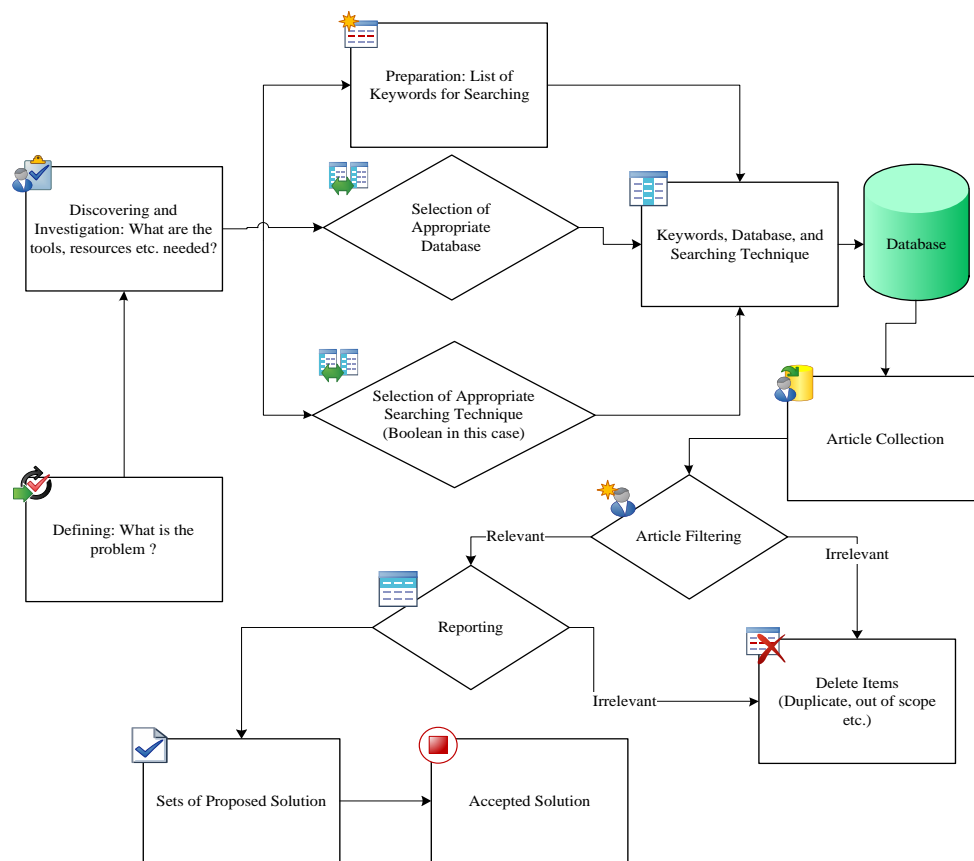 Preparation: List of
Keywords for Searching
Discovering and
Investigation: What are the
tools, resources etc. needed?
Selection of
Appropriate
Database
Keywords, Database, and
Searching Technique
Database
Selection of Appropriate
Searching Technique
(Boolean in this case)
Article Collection
Defining: What is the
problem ?
Relevant
Article Filtering
Irrelevant
Reporting
Irrelevant
Delete Items
(Duplicate, out of scope
etc.)
Sets of Proposed Solution
Accepted Solution